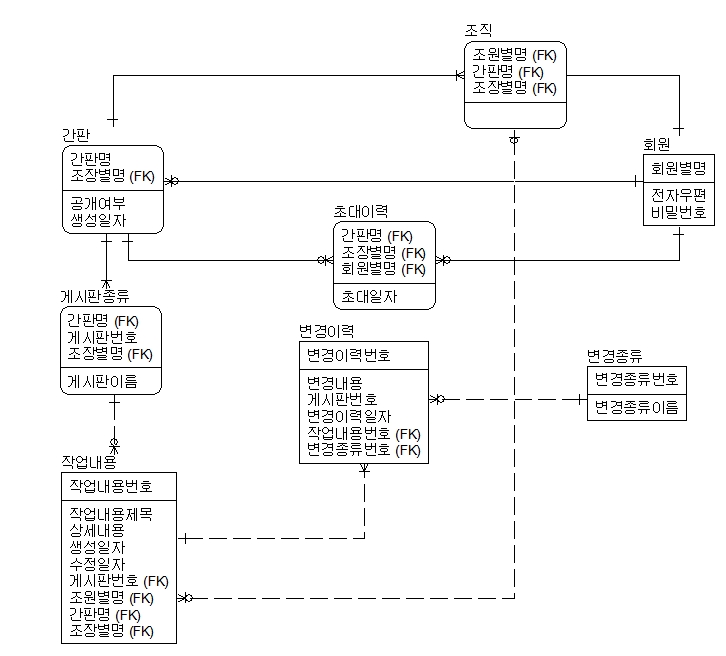 조직
조원별명 (FK)
간판명 (FK)
조장별명 (FK)
간판
간판명
조장별명 (FK)
공개여부
생성일자
회원
회원별명
전자우편
비밀번호
초대이력
간판명 (FK)
조장별명 (FK)
회원별명 (FK)
초대일자
게시판종류
간판명 (FK)
게시판번호
조장별명 (FK)
게시판이름
변경이력
변경이력번호
변경내용
게시판번호
변경이력일자
작업내용번호 (FK)
변경종류번호 (FK)
변경종류
변경종류번호
변경종류이름
작업내용
작업내용번호
작업내용제목
상세내용
생성일자
수정일자
게시판번호 (FK)
조원별명 (FK)
간판명 (FK)
조장별명 (FK)